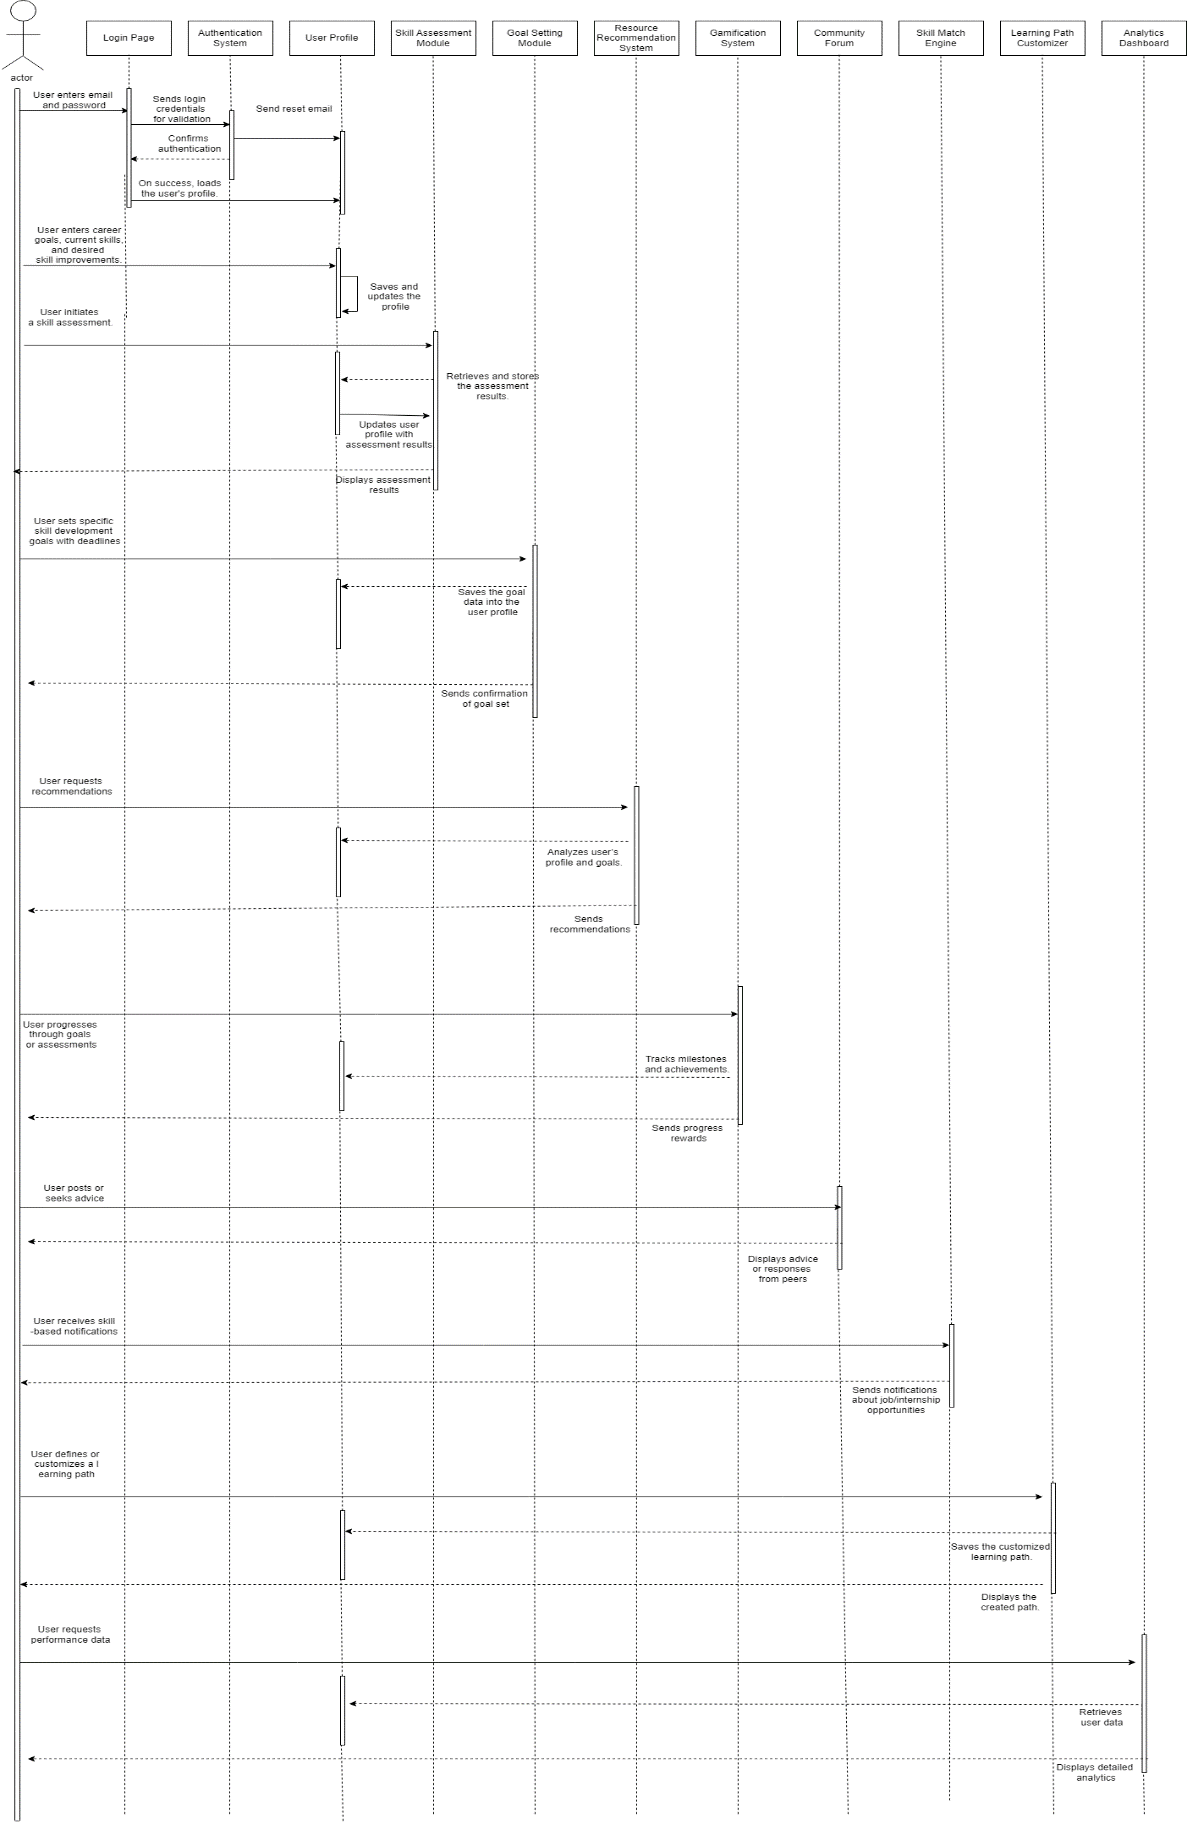 Login Page
Authentication
System
User Profile
Skill Assessment
Module
Goal Setting
Module
Resource
Recommendation
System
Gamification
System
Community
Forum
Skill Match
Engine
Learning Path
Customizer
Analytics
Dashboard
actor
User enters email
and password
Sends login
credentials
for validation
Send reset email
Confirms
authentication
On success, loads
the user's profile.
User enters career
goals, current skills,
and desired
skill improvements.
Saves and
updates the
profile
User initiates
a skill assessment.
Retrieves and stores
the assessment
results.
Updates user
profile with
assessment results
Displays assessment
results
User sets specific
skill development
goals with deadlines
Saves the goal
data into the
user profile
Sends confirmation
of goal set
User requests
recommendations
Analyzes user's
profile and goals.
Sends
recommendations
User progresses
through goals
or assessments
Tracks milestones
and achievements.
Sends progress
rewards
User posts or
seeks advice
Displays advice
or responses
from peers
User receives skill
-based notifications
Sends notifications
about job/internship
opportunities
User defines or
customizes a l
earning path
Saves the customized
learning path.
Displays the
created path.
User requests
performance data
Retrieves
user data
Displays detailed
analytics